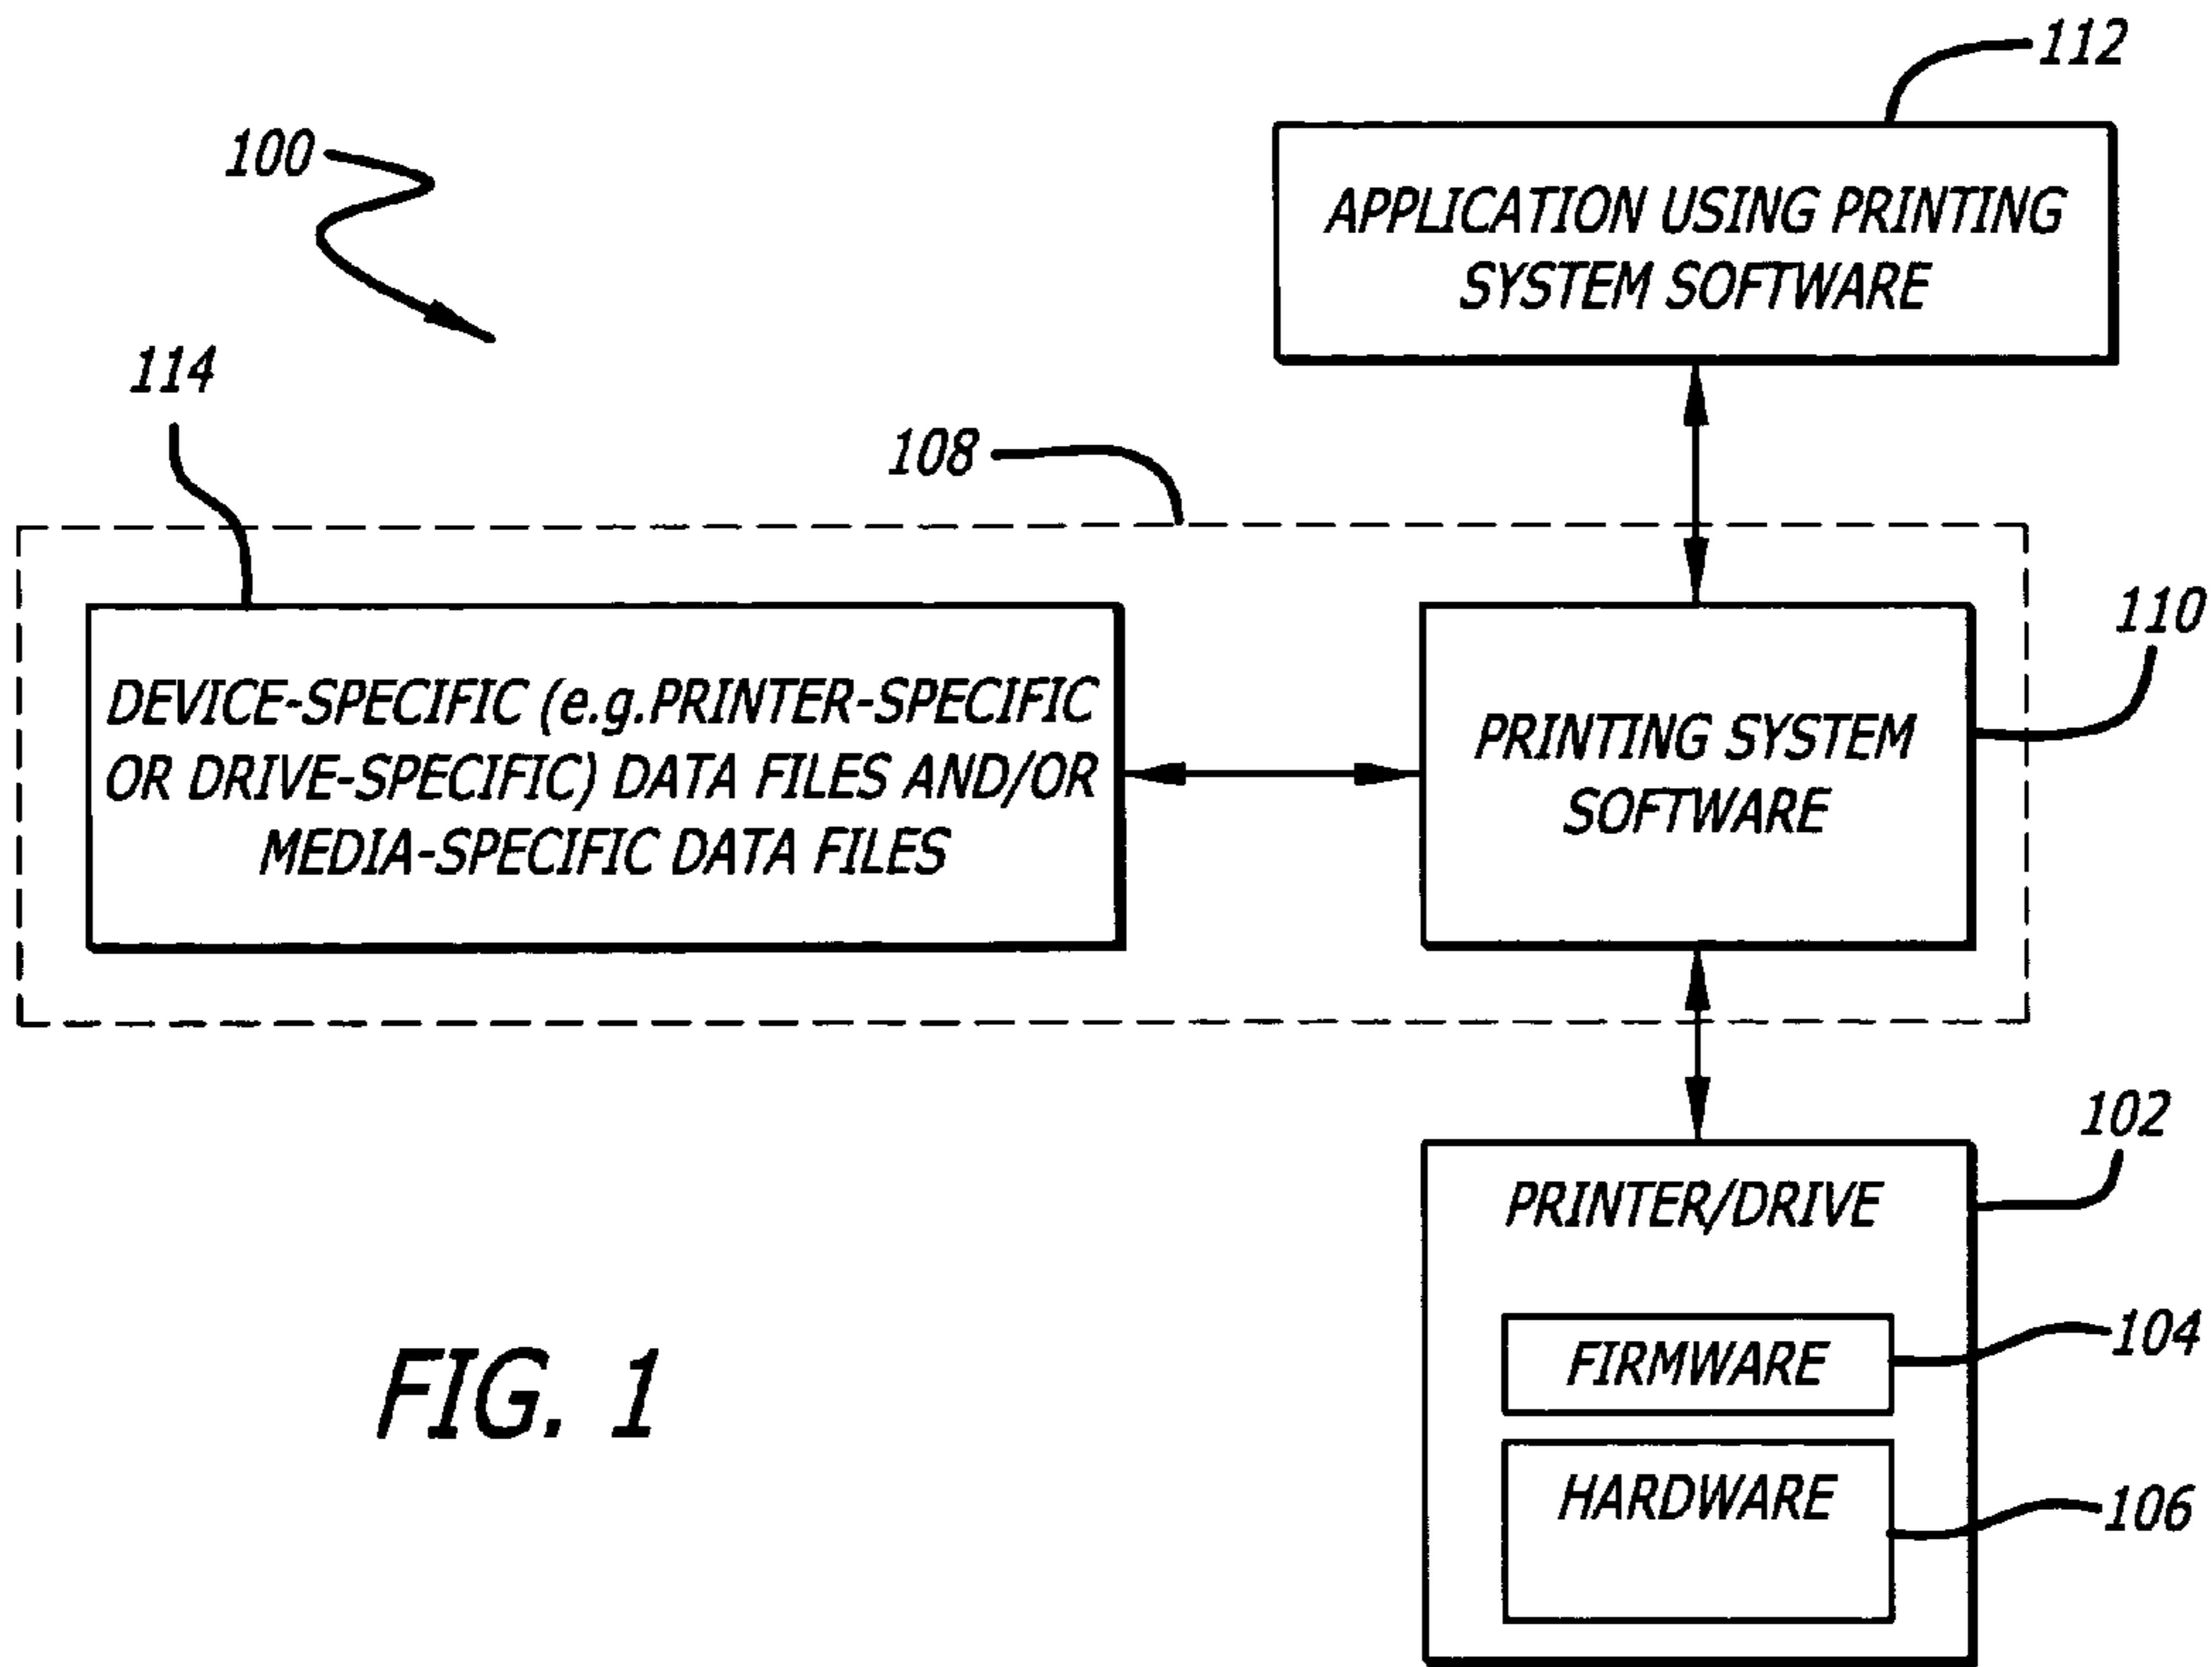 112
100
APPLICATION USING PRINTING
SYSTEM SOFTWARE
114
108
110
DEVICE-SPECIFIC (e.g.PRINTER-SPECIFIC
OR DRIVE-SPECIFIC) DATA FILES AND/OR
MEDIA-SPECIFIC DATA FILES
PRINTING SYSTEM
SOFTWARE
102
PRINTER/DRIVE
104
FIRMWARE
HARDWARE
106
FIG. 1